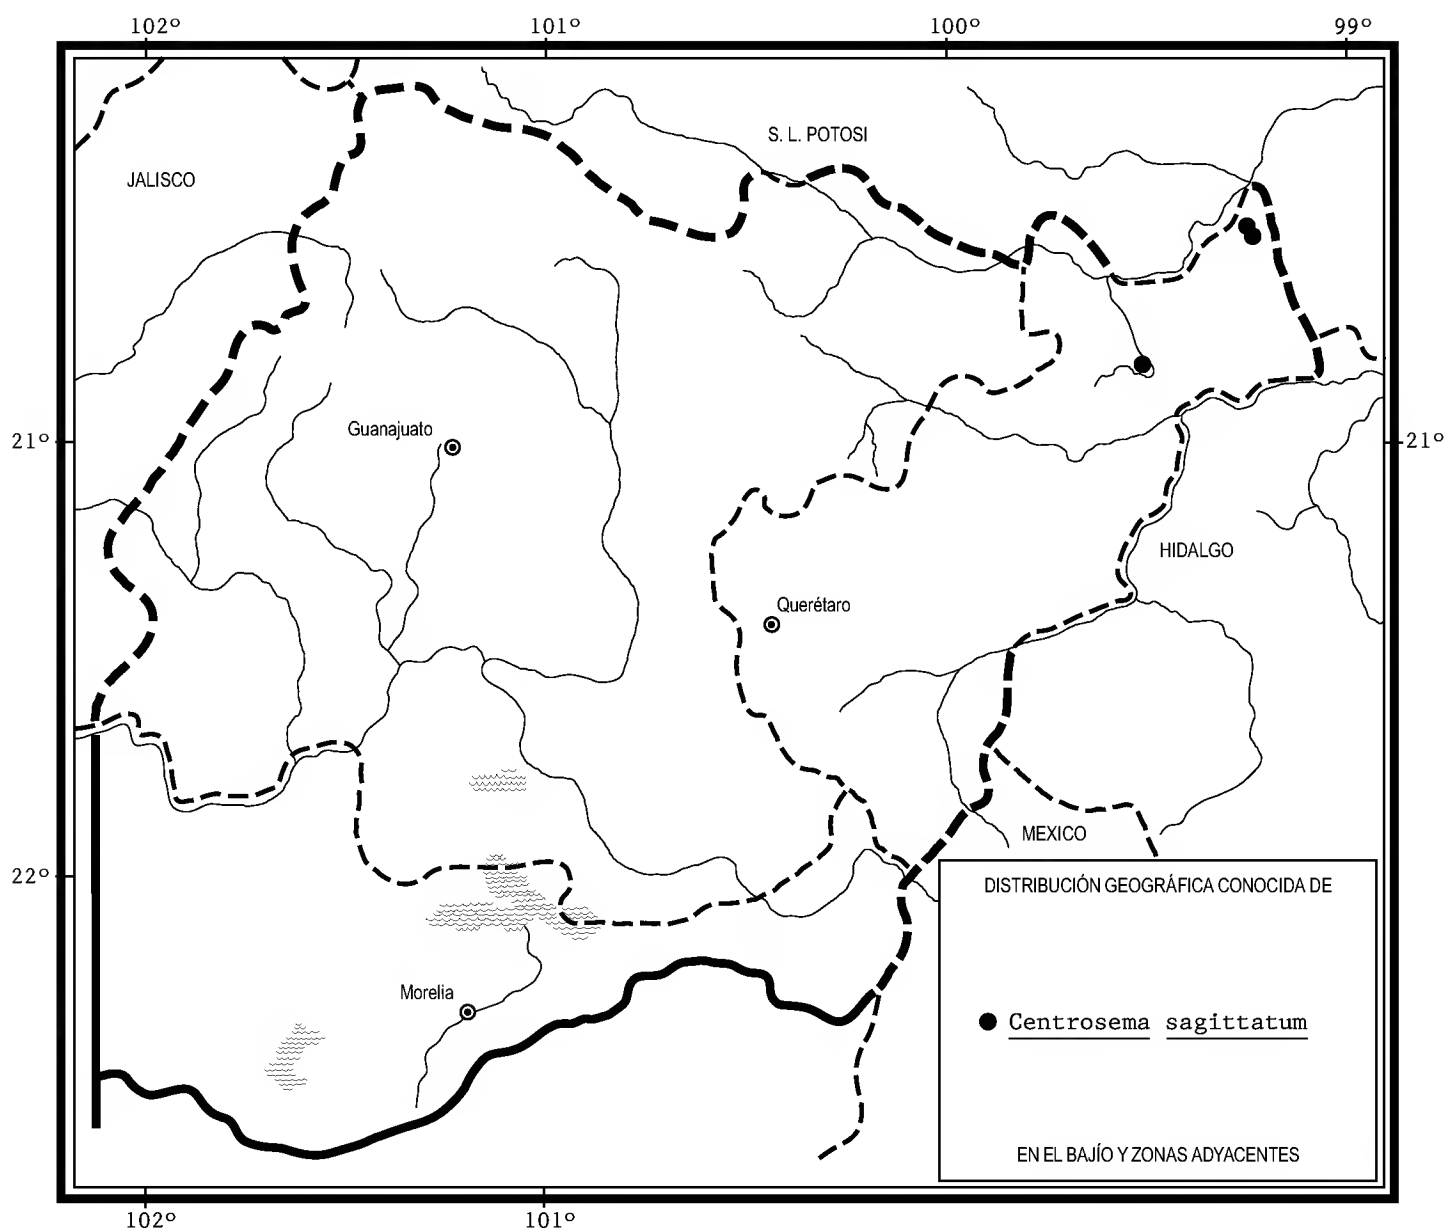 102° 101° 100° 99°
S. L. POTOSI
JALISCO
Guanajuato
21° 21°
HIDALGO
Querétaro
MEXICO
22°
DISTRIBUCIÓN GEOGRÁFICA CONOCIDA DE
Morelia
Centrosema sagittatum
EN EL BAJÍO Y ZONAS ADYACENTES
102° 101°